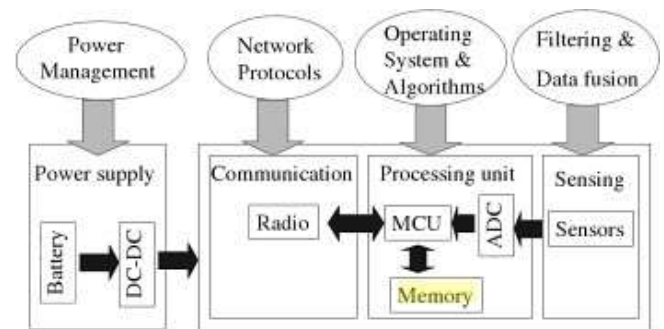 Power
Management
Network
Protocols
Operating
System &
Algorithms
Filtering &
Data fusion
Power supply
Battery
DC-DC
Communication
Radio
Processing unit
MCU
ADC
Memory
Sensing
Sensors